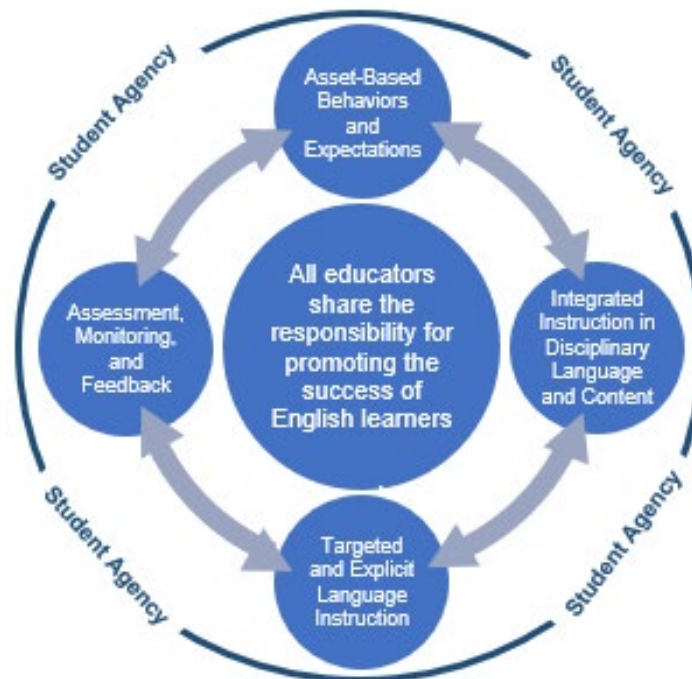 Student Agency
Student Agency
Asset-Based
Behaviors
and
Expectations
All educators
share the
responsibility for
promoting the
success of
English learners
Assessment,
Monitoring,
and
Feedback
Integrated
Instruction in
Disciplinary
Language
and Content
Targeted
and Explicit
Language
Instruction
Student Agency
Student Agency